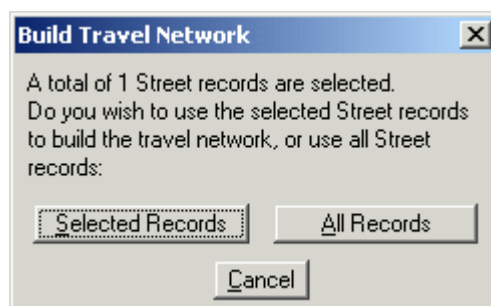 Build Travel Network
A total of 1 Street records are selected.
Do you wish to use the selected Street records
to build the travel network, or use all Street
records:
Selected Records All Records
Cancel